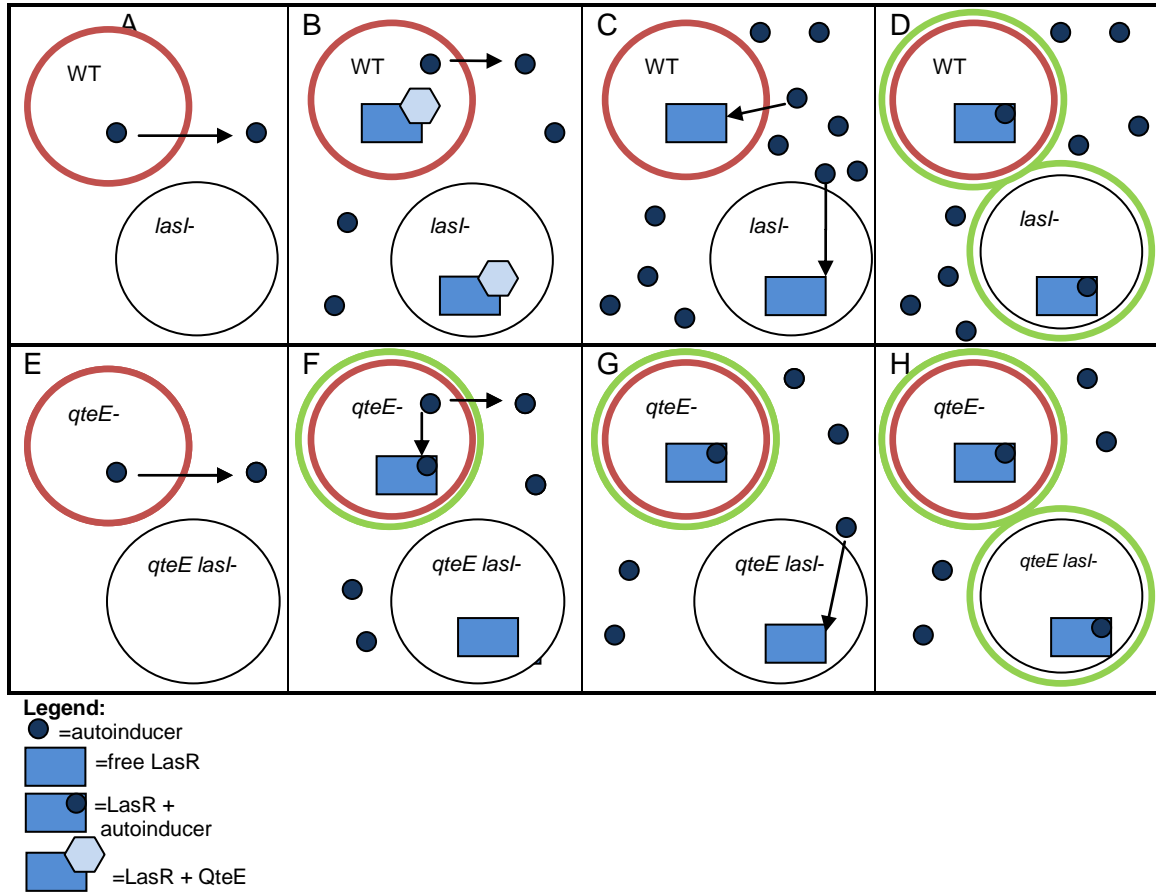 A
WT
lasI-
B
WT
lasI-
C
WT
lasI-
D
WT
lasI-
E
qteE-
qteE lasI-
F
qteE-
qteE lasI-
G
qteE-
qteE lasI-
H
qteE-
qteE lasI-
Legend:
=autoinducer
=free LasR
=LasR +
autoinducer
=LasR + QteE